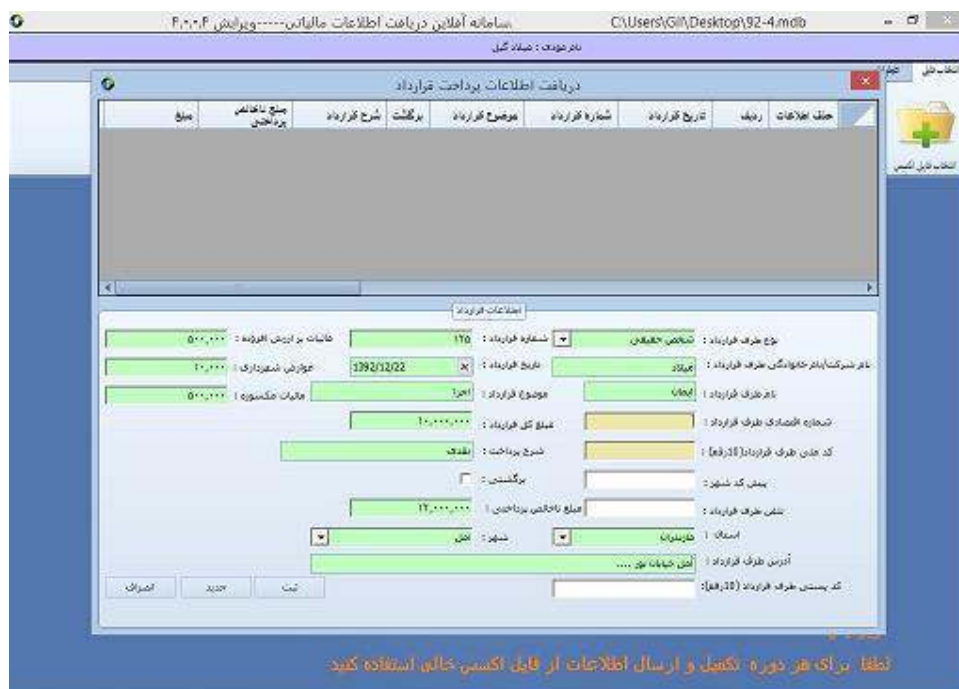 سامانه آفلاین دریافت اطلاعات مالیاتی-----ویرایش ۴,۰,۰,۴
C:\Users\Gil\Desktop\92-4.mdb
نام مودی : میلاد گیل
انتخاب فایل
انتخاب فایل اکسس
دریافت اطلاعات پرداخت قرارداد
حذف اطلاعات ردیف تاریخ قرارداد شماره قرارداد موضوع قرارداد برگشت شرح قرارداد مبلغ ناخالص پرداختی مبلغ
اطلاعات قرارداد
نوع طرف قرارداد : شخص حقیقی شماره قرارداد : ۱۲۵ مالیات بر ارزش افزوده : ۵۰۰,۰۰۰
نام شرکت/نام خانوادگی طرف قرارداد : میلاد تاریخ قرارداد : 1392/12/22 عوارض شهرداری : ۱۰,۰۰۰
نام طرف قرارداد : ایمان موضوع قرارداد : اجرا مالیات مکسوره : ۵۰۰,۰۰۰
شماره اقتصادی طرف قرارداد : مبلغ کل قرارداد : ۱۰,۰۰۰,۰۰۰
کد ملی طرف قرارداد(10رقم) : شرح پرداخت : نقدی
پیش کد شهر : برگشتی :
تلفن طرف قرارداد : مبلغ ناخالص پرداختی : ۱۲,۰۰۰,۰۰۰
استان : مازندران شهر : آمل
آدرس طرف قرارداد : آمل خیابان نور ....
کد پستی طرف قرارداد (10رقم):
ثبت جدید انصراف
لطفا برای هر دوره تکمیل و ارسال اطلاعات از فایل اکسس خالی استفاده کنید